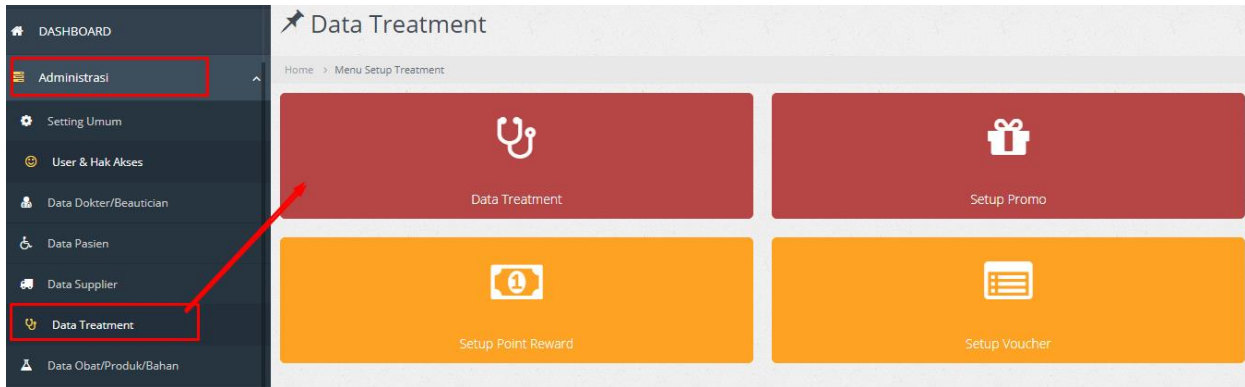 DASHBOARD
Administrasi
Setting Umum
User & Hak Akses
Data Dokter/Beautician
Data Pasien
Data Supplier
Data Treatment
Data Obat/Produk/Bahan
Data Treatment
Home > Menu Setup Treatment
Data Treatment
Setup Promo
1
Setup Point Reward
Setup Voucher